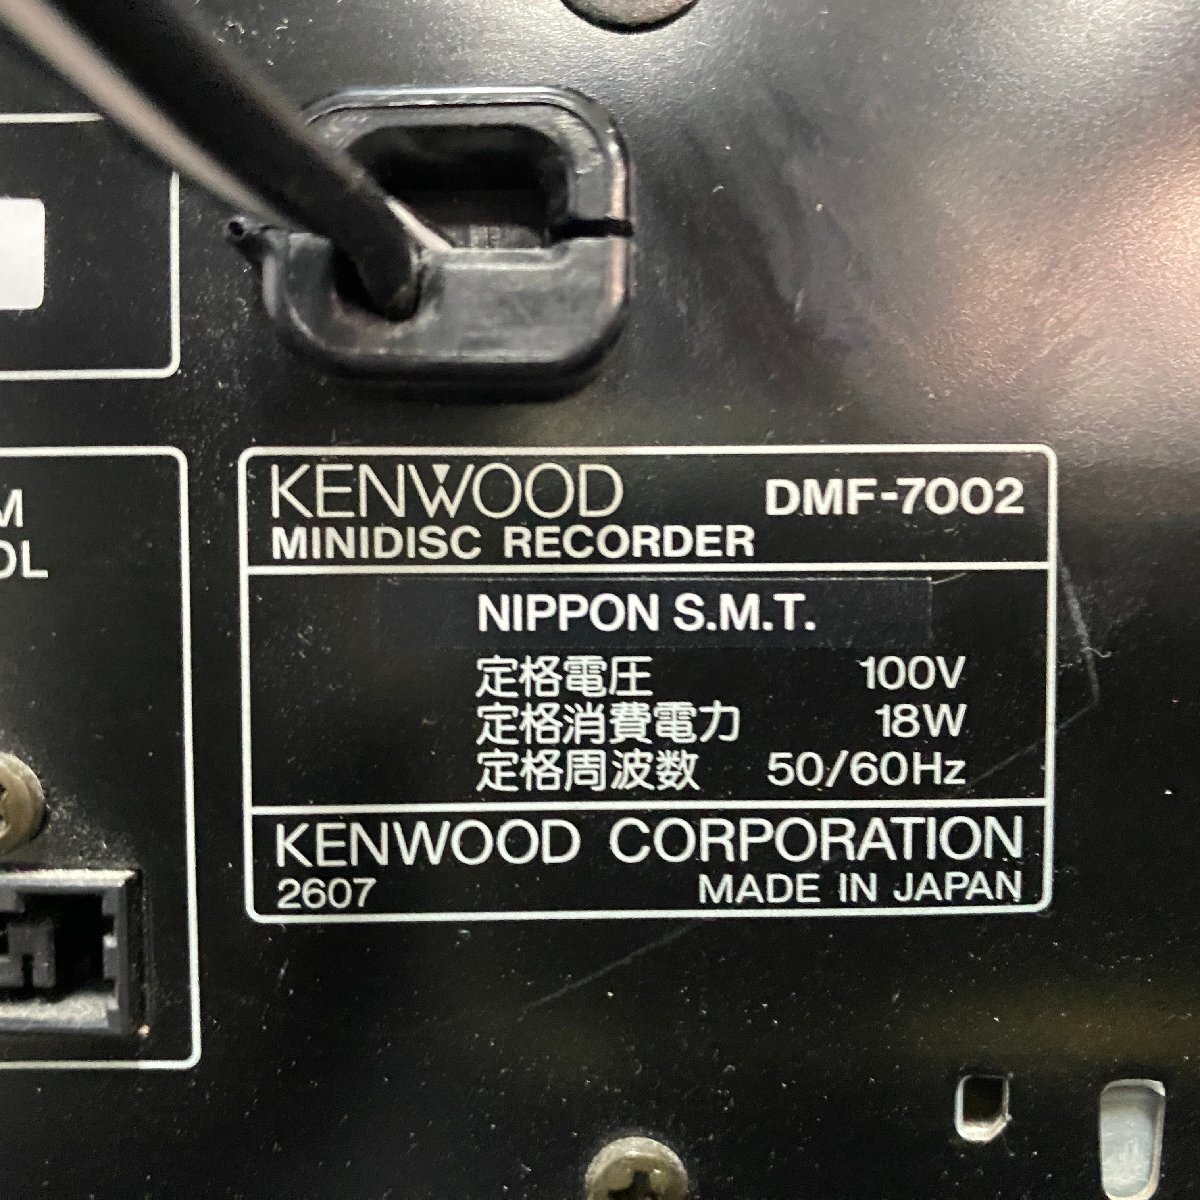 KENWOOD DMF-7002
MINIDISC RECORDER
NIPPON S.M.T.
定格電圧 100V
定格消費電力 18W
定格周波数 50/60Hz
KENWOOD CORPORATION
2607 MADE IN JAPAN